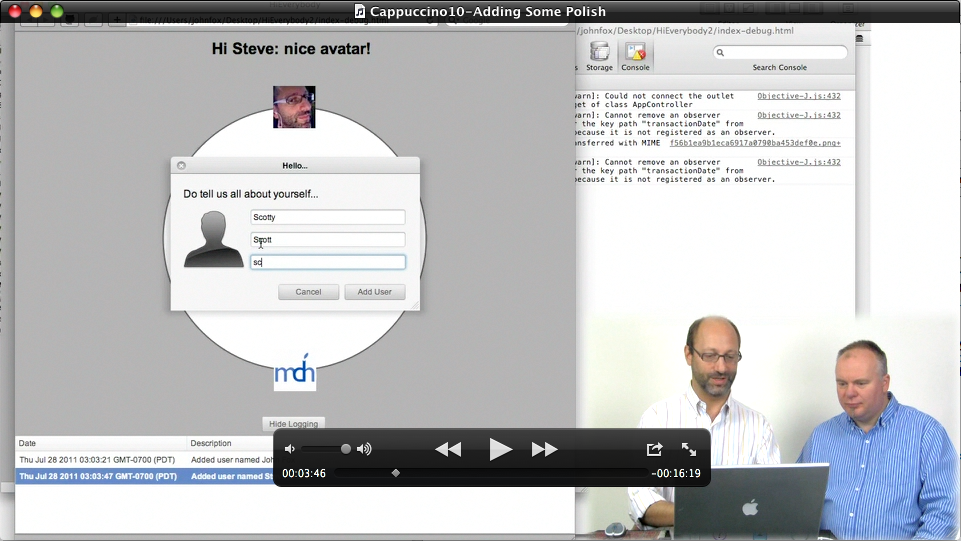 Cappuccino10-Adding Some Polish
file:///Users/johnfox/Desktop/HiEverybody2/index-debug.html
/johnfox/Desktop/HiEverybody2/index-debug.html
Hi Steve: nice avatar!
Storage
Console
Search Console
warn]: Could not connect the outlet
Objective-J.js:432
get of class AppController
warn]: Cannot remove an observer
Objective-J.js:432
r the key path "transactionDate" from
because it is not registered as an observer.
nsferred with MIME
f56b1ea9b1eca6917a0790ba453def0e.png+
warn]: Cannot remove an observer
Objective-J.js:432
r the key path "transactionDate" from
because it is not registered as an observer.
Hello...
Do tell us all about yourself...
Scotty
Scott
sc
Cancel
Add User
mdn
Hide Logging
Date
Description
Thu Jul 28 2011 03:03:21 GMT-0700 (PDT)
Added user named Joh
Thu Jul 28 2011 03:03:47 GMT-0700 (PDT)
Added user named S
00:03:46
-00:16:19